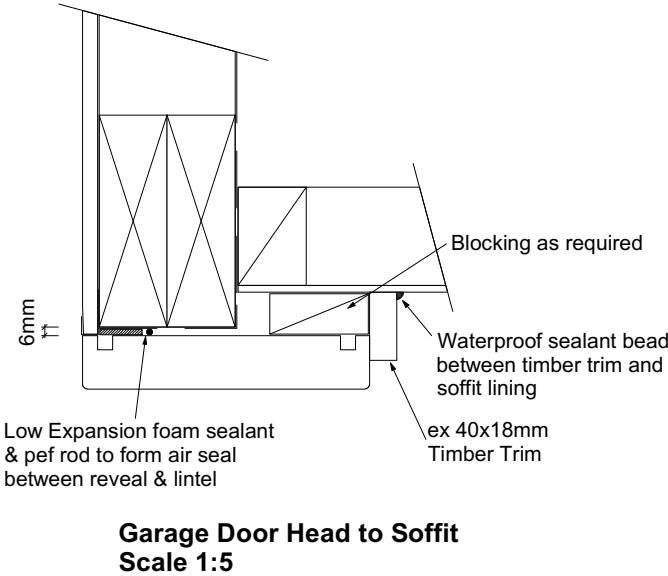 Blocking as required
6mm
Waterproof sealant bead
between timber trim and
soffit lining
Low Expansion foam sealant
& pef rod to form air seal
between reveal & lintel
ex 40x18mm
Timber Trim
Garage Door Head to Soffit
Scale 1:5